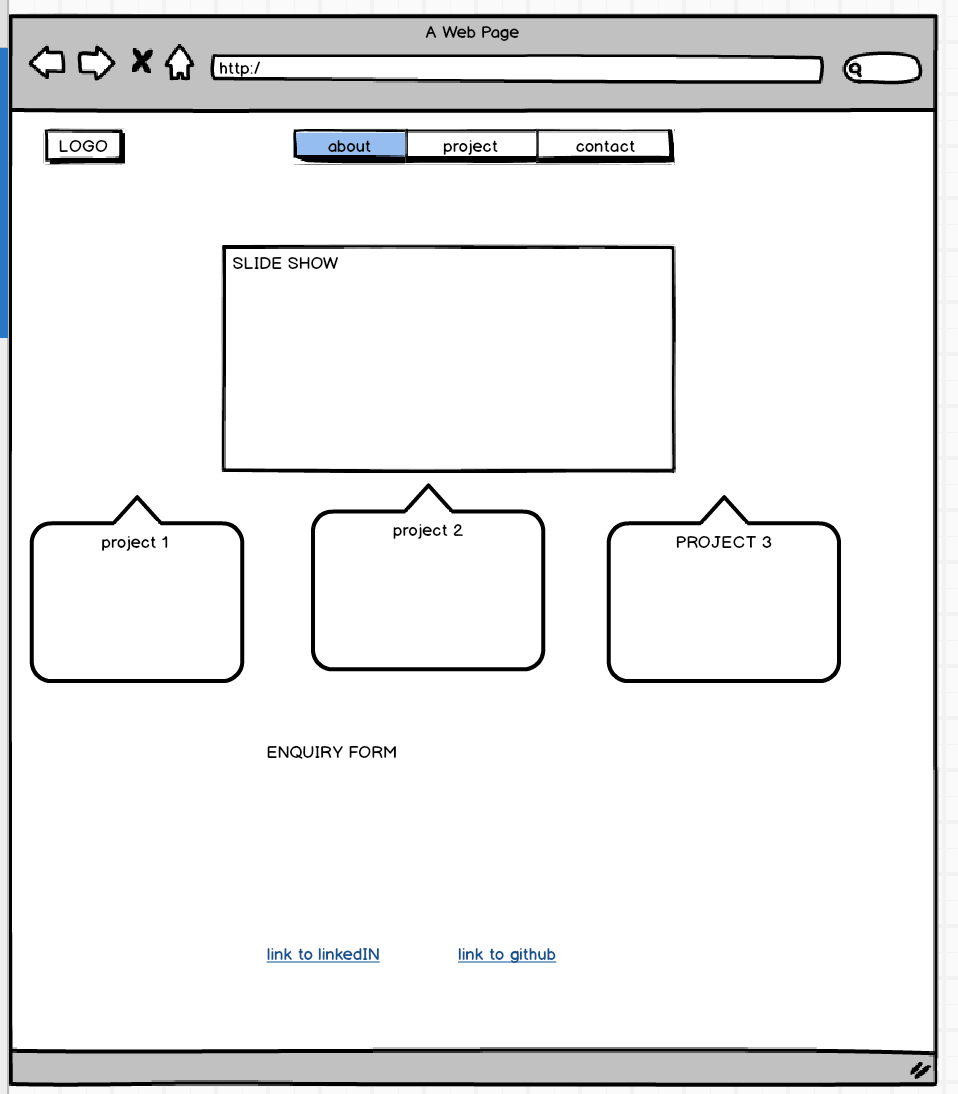 A Web Page
http:/
LOGO
about project contact
SLIDE SHOW
project 1 project 2 PROJECT 3
ENQUIRY FORM
link to linkedIN link to github